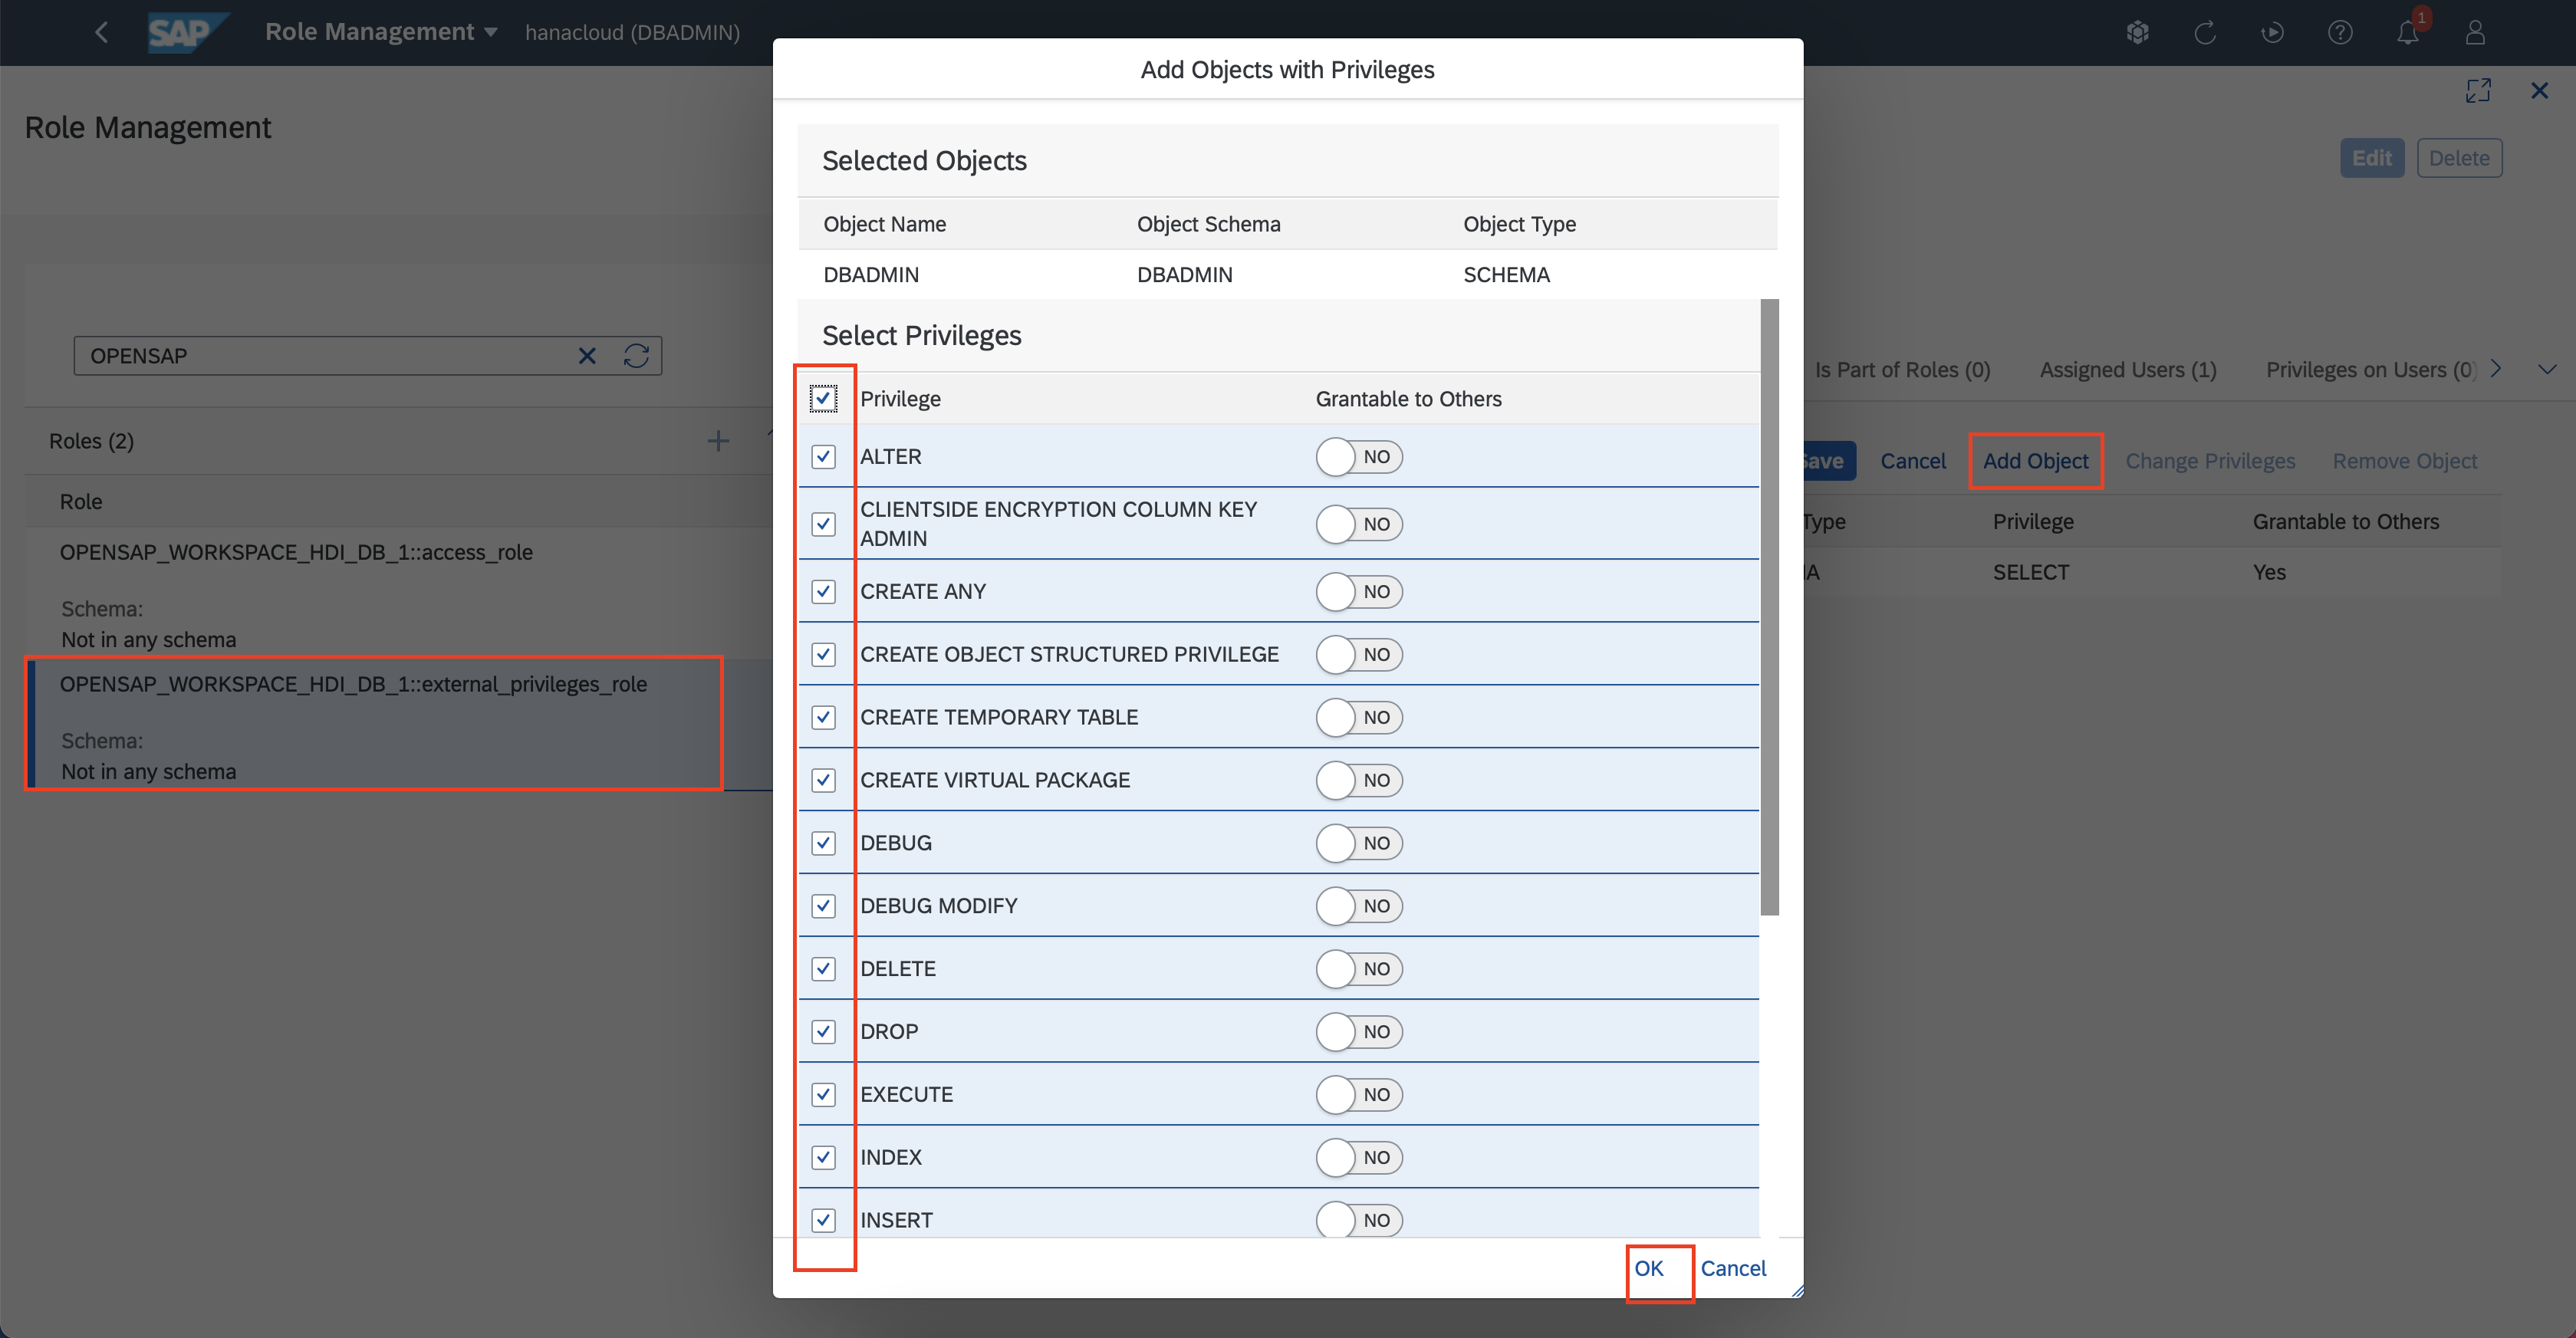 SAP
Role Management
hanacloud (DBADMIN)
1
Role Management
Edit
Delete
OPENSAP
Roles (2)
Role
OPENSAP_WORKSPACE_HDI_DB_1::access_role
Schema:
Not in any schema
OPENSAP_WORKSPACE_HDI_DB_1::external_privileges_role
Schema:
Not in any schema
Add Objects with Privileges
Selected Objects
Object Name Object Schema Object Type
DBADMIN DBADMIN SCHEMA
Select Privileges
Privilege Grantable to Others
ALTER NO
CLIENTSIDE ENCRYPTION COLUMN KEY
ADMIN NO
CREATE ANY NO
CREATE OBJECT STRUCTURED PRIVILEGE NO
CREATE TEMPORARY TABLE NO
CREATE VIRTUAL PACKAGE NO
DEBUG NO
DEBUG MODIFY NO
DELETE NO
DROP NO
EXECUTE NO
INDEX NO
INSERT NO
OK Cancel
Is Part of Roles (0) Assigned Users (1) Privileges on Users (0)
Save Cancel Add Object Change Privileges Remove Object
Type Privilege Grantable to Others
IA SELECT Yes